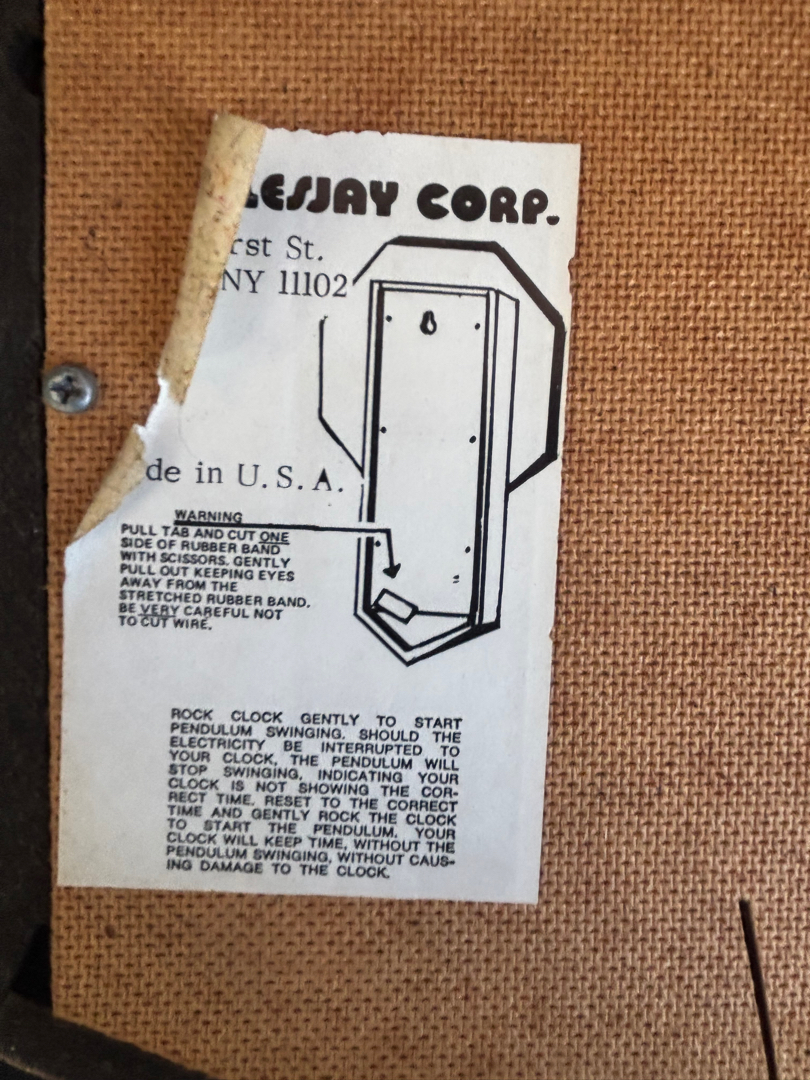 LESJAY CORP.
rst St.
NY 11102
de in U.S.A.
WARNING
PULL TAB AND CUT ONE
SIDE OF RUBBER BAND
WITH SCISSORS. GENTLY
PULL OUT KEEPING EYES
AWAY FROM THE
STRETCHED RUBBER BAND.
BE VERY CAREFUL NOT
TO CUT WIRE.
ROCK CLOCK GENTLY TO START
PENDULUM SWINGING. SHOULD THE
ELECTRICITY BE INTERRUPTED TO
YOUR CLOCK, THE PENDULUM WILL
STOP SWINGING, INDICATING YOUR
CLOCK IS NOT SHOWING THE COR-
RECT TIME. RESET TO THE CORRECT
TIME AND GENTLY ROCK THE CLOCK
TO START THE PENDULUM. YOUR
CLOCK WILL KEEP TIME, WITHOUT THE
PENDULUM SWINGING, WITHOUT CAUS-
ING DAMAGE TO THE CLOCK.